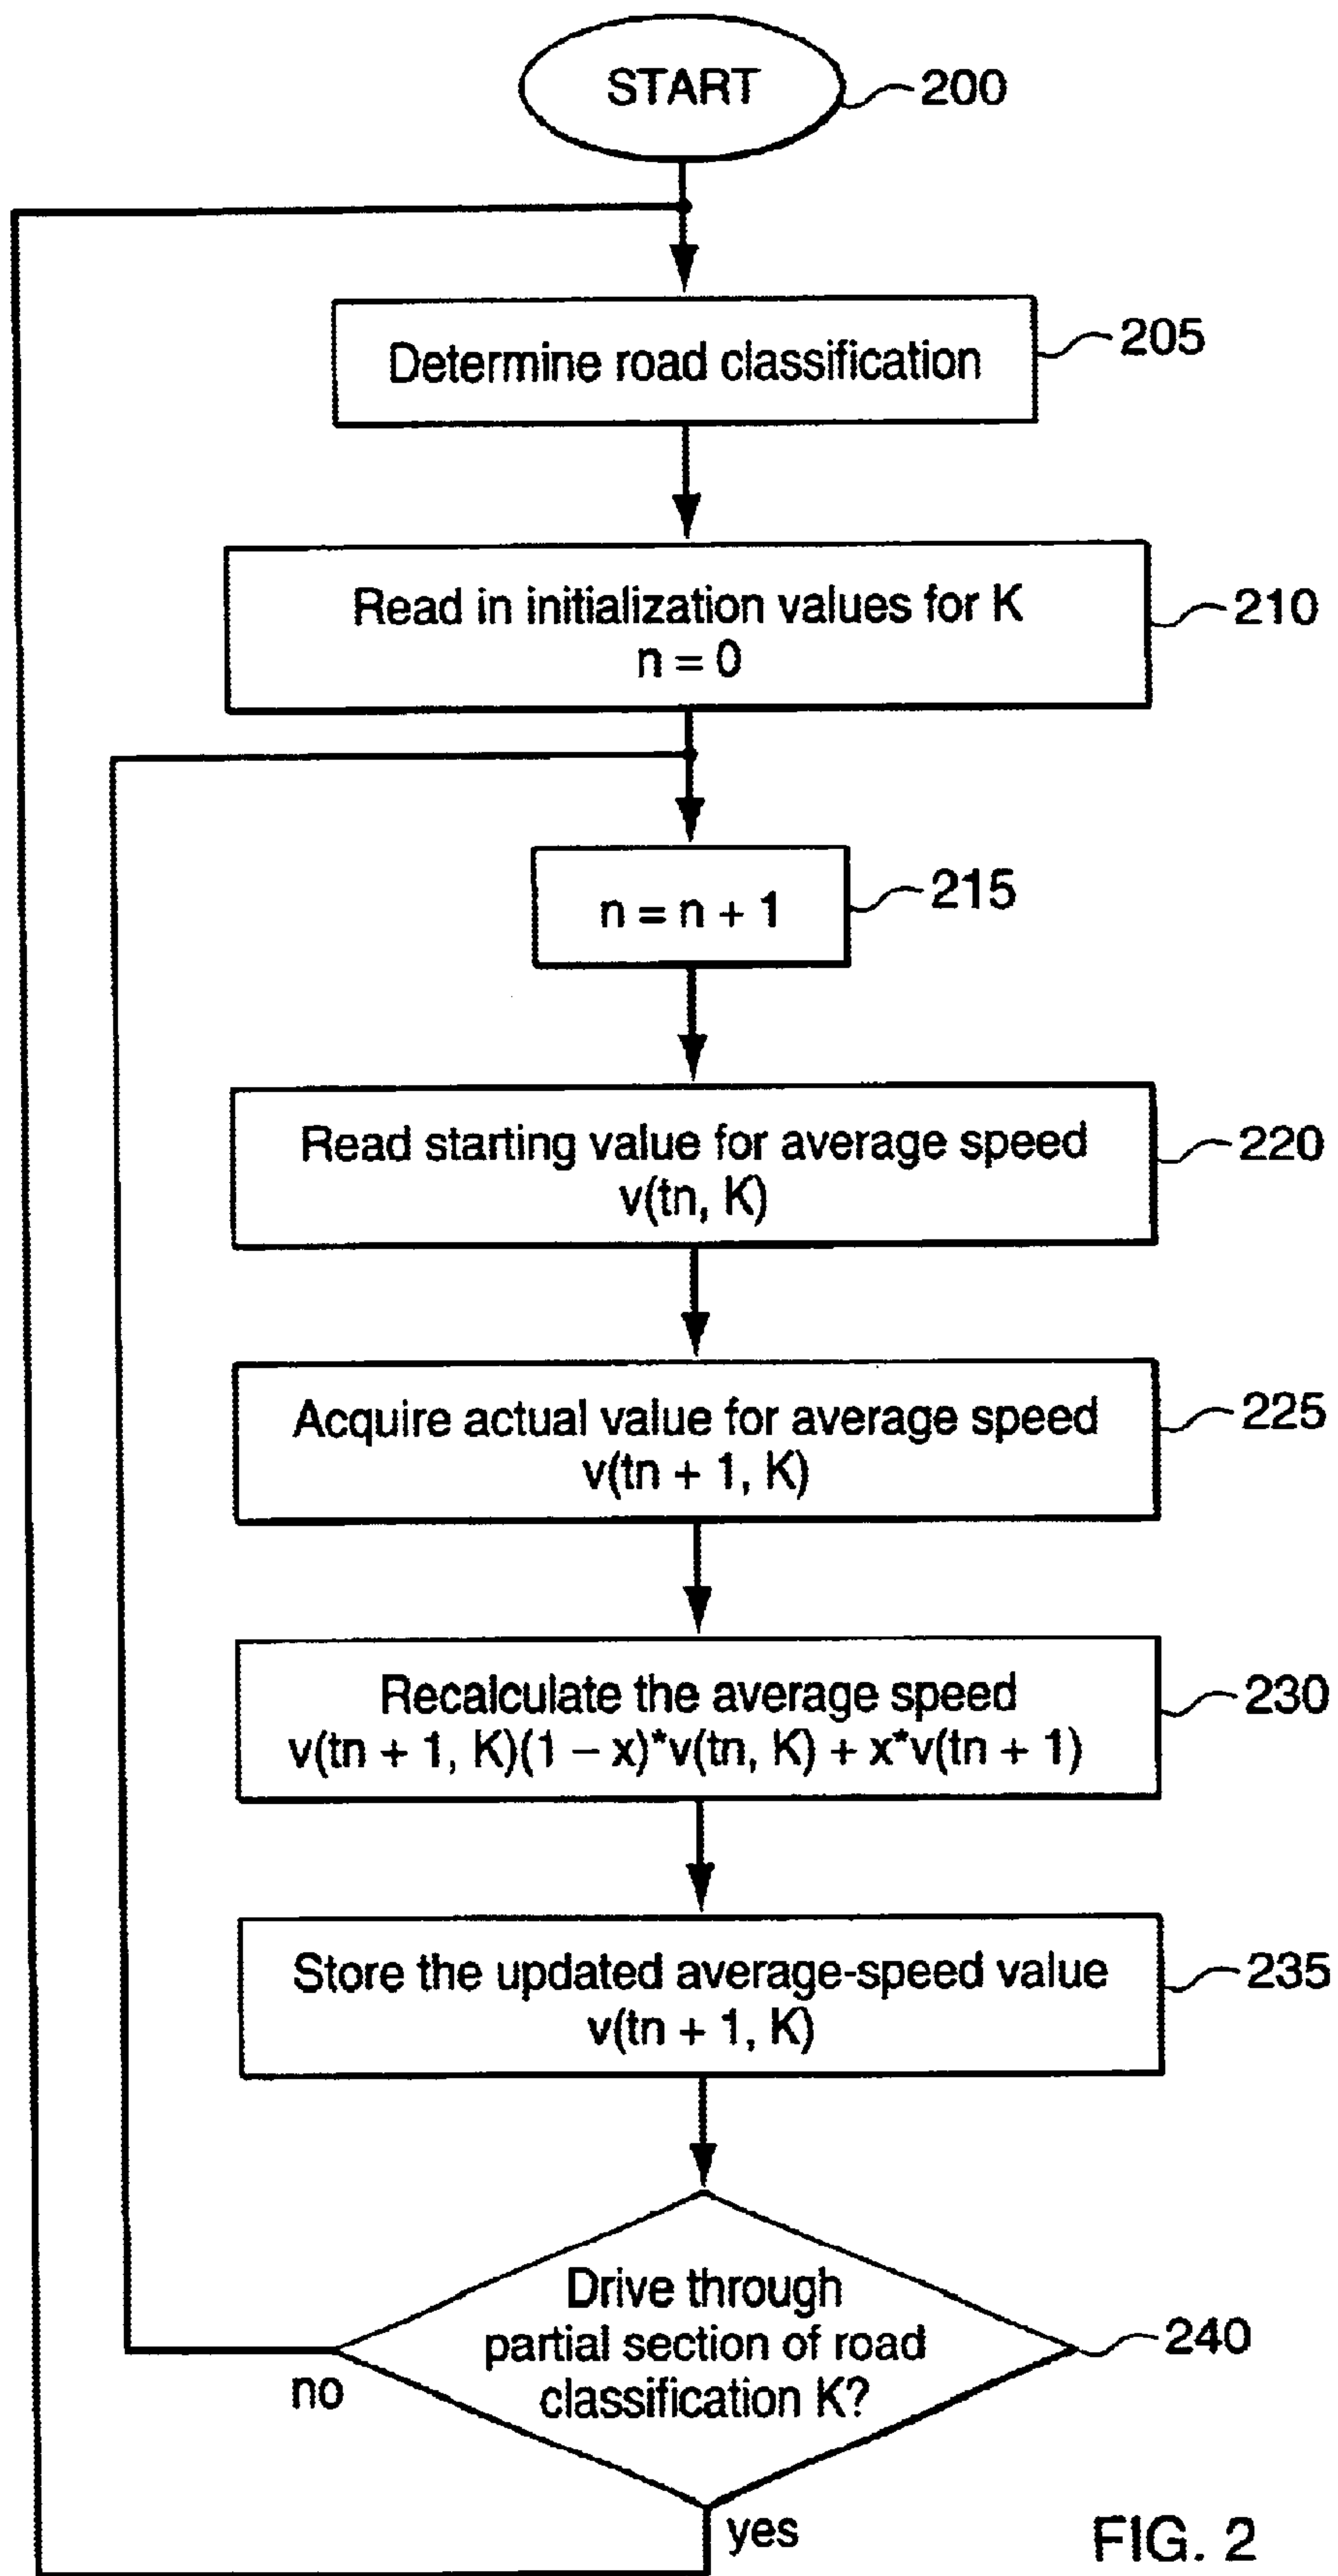 START
200
Determine road classification
205
Read in initialization values for K
n = 0
210
n = n + 1
215
Read starting value for average speed
v(tn, K)
220
Acquire actual value for average speed
v(tn + 1, K)
225
Recalculate the average speed
v(tn + 1, K)(1 – x)*v(tn, K) + x*v(tn + 1)
230
Store the updated average-speed value
v(tn + 1, K)
235
Drive through
partial section of road
classification K?
240
no
yes
FIG. 2